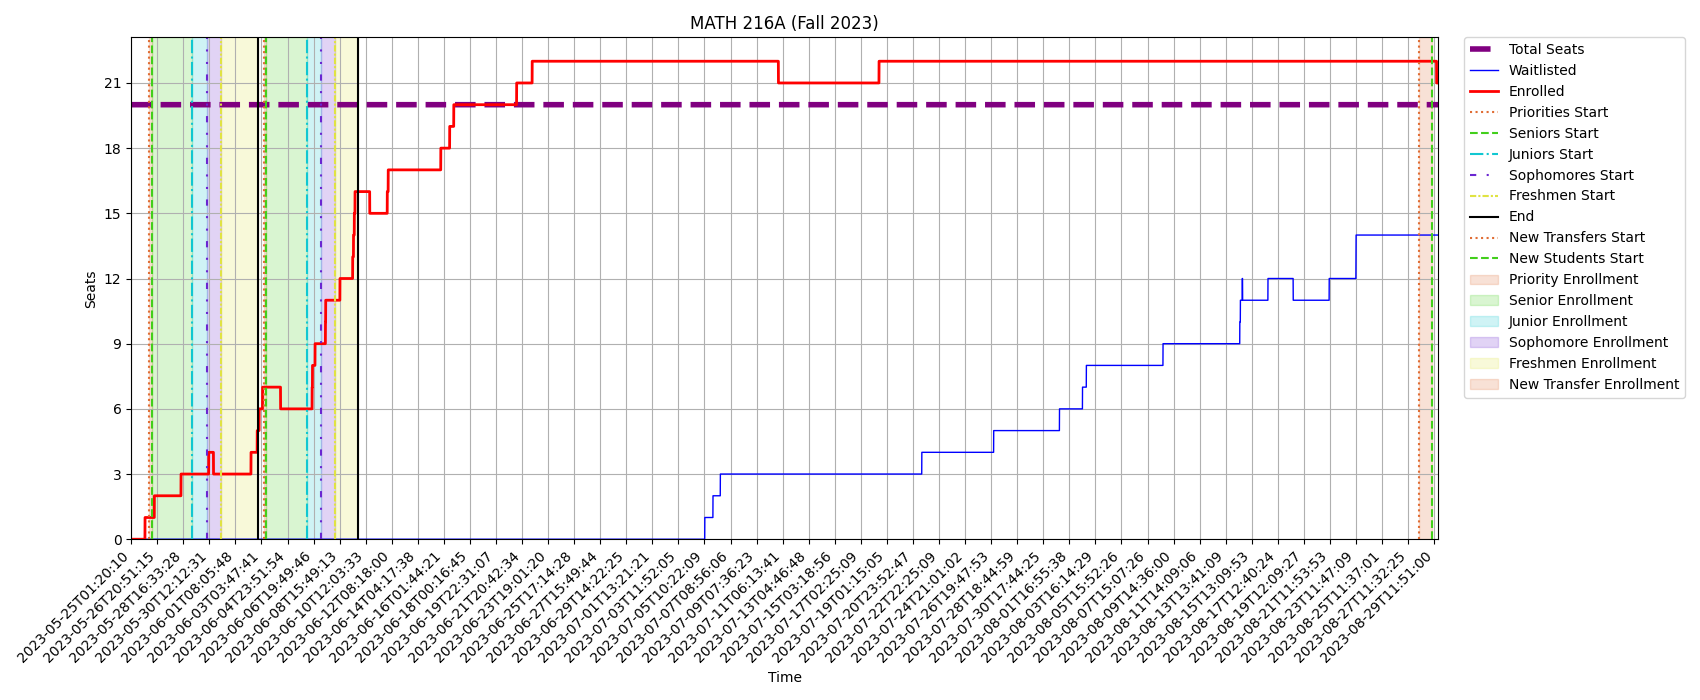 MATH 216A (Fall 2023)
Seats
21
18
15
12
9
6
3
0
2023-05-25T01:20:10
2023-05-26T20:51:15
2023-05-28T16:33:28
2023-05-30T12:12:31
2023-06-01T08:05:48
2023-06-03T03:47:41
2023-06-04T23:51:54
2023-06-06T19:49:46
2023-06-08T15:49:13
2023-06-10T12:03:33
2023-06-12T08:18:00
2023-06-14T04:17:38
2023-06-16T01:44:21
2023-06-18T00:16:45
2023-06-19T22:31:07
2023-06-21T20:42:34
2023-06-23T19:01:20
2023-06-25T17:14:28
2023-06-27T15:49:44
2023-06-29T14:22:25
2023-07-01T13:21:21
2023-07-03T11:52:05
2023-07-05T10:22:09
2023-07-07T08:56:06
2023-07-09T07:36:23
2023-07-11T06:13:41
2023-07-13T04:46:48
2023-07-15T03:18:56
2023-07-17T02:25:09
2023-07-19T01:15:05
2023-07-20T23:52:47
2023-07-22T22:25:09
2023-07-24T21:01:02
2023-07-26T19:47:53
2023-07-28T18:44:59
2023-07-30T17:44:25
2023-08-01T16:55:38
2023-08-03T16:14:29
2023-08-05T15:52:26
2023-08-07T15:07:26
2023-08-09T14:36:00
2023-08-11T14:09:06
2023-08-13T13:41:09
2023-08-15T13:09:53
2023-08-17T12:40:24
2023-08-19T12:09:27
2023-08-21T11:53:53
2023-08-23T11:47:09
2023-08-25T11:37:01
2023-08-27T11:32:25
2023-08-29T11:51:00
Time
Total Seats
Waitlisted
Enrolled
Priorities Start
Seniors Start
Juniors Start
Sophomores Start
Freshmen Start
End
New Transfers Start
New Students Start
Priority Enrollment
Senior Enrollment
Junior Enrollment
Sophomore Enrollment
Freshmen Enrollment
New Transfer Enrollment